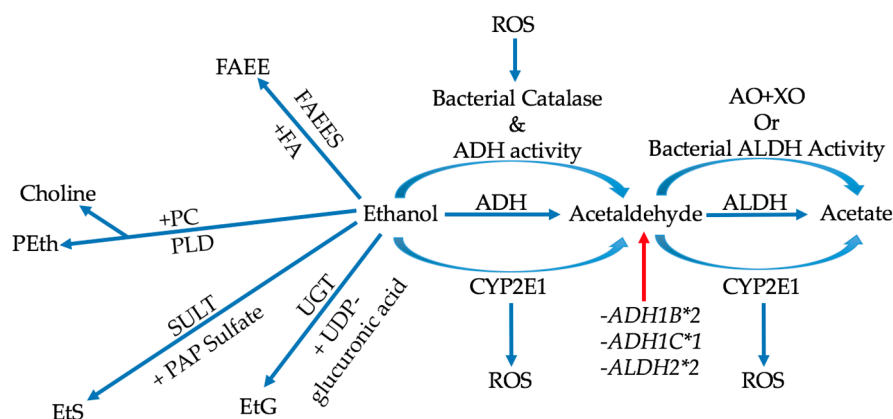 ROS
FAEE
FAEES
+FA
Bacterial Catalase
&
ADH activity
AO+XO
Or
Bacterial ALDH Activity
Choline
+PC
PEth
PLD
Ethanol
ADH
Acetaldehyde
ALDH
Acetate
SULT
+ PAP Sulfate
UGT
+ UDP-
glucuronic acid
CYP2E1
CYP2E1
-ADH1B*2
-ADH1C*1
-ALDH2*2
EtS
EtG
ROS
ROS